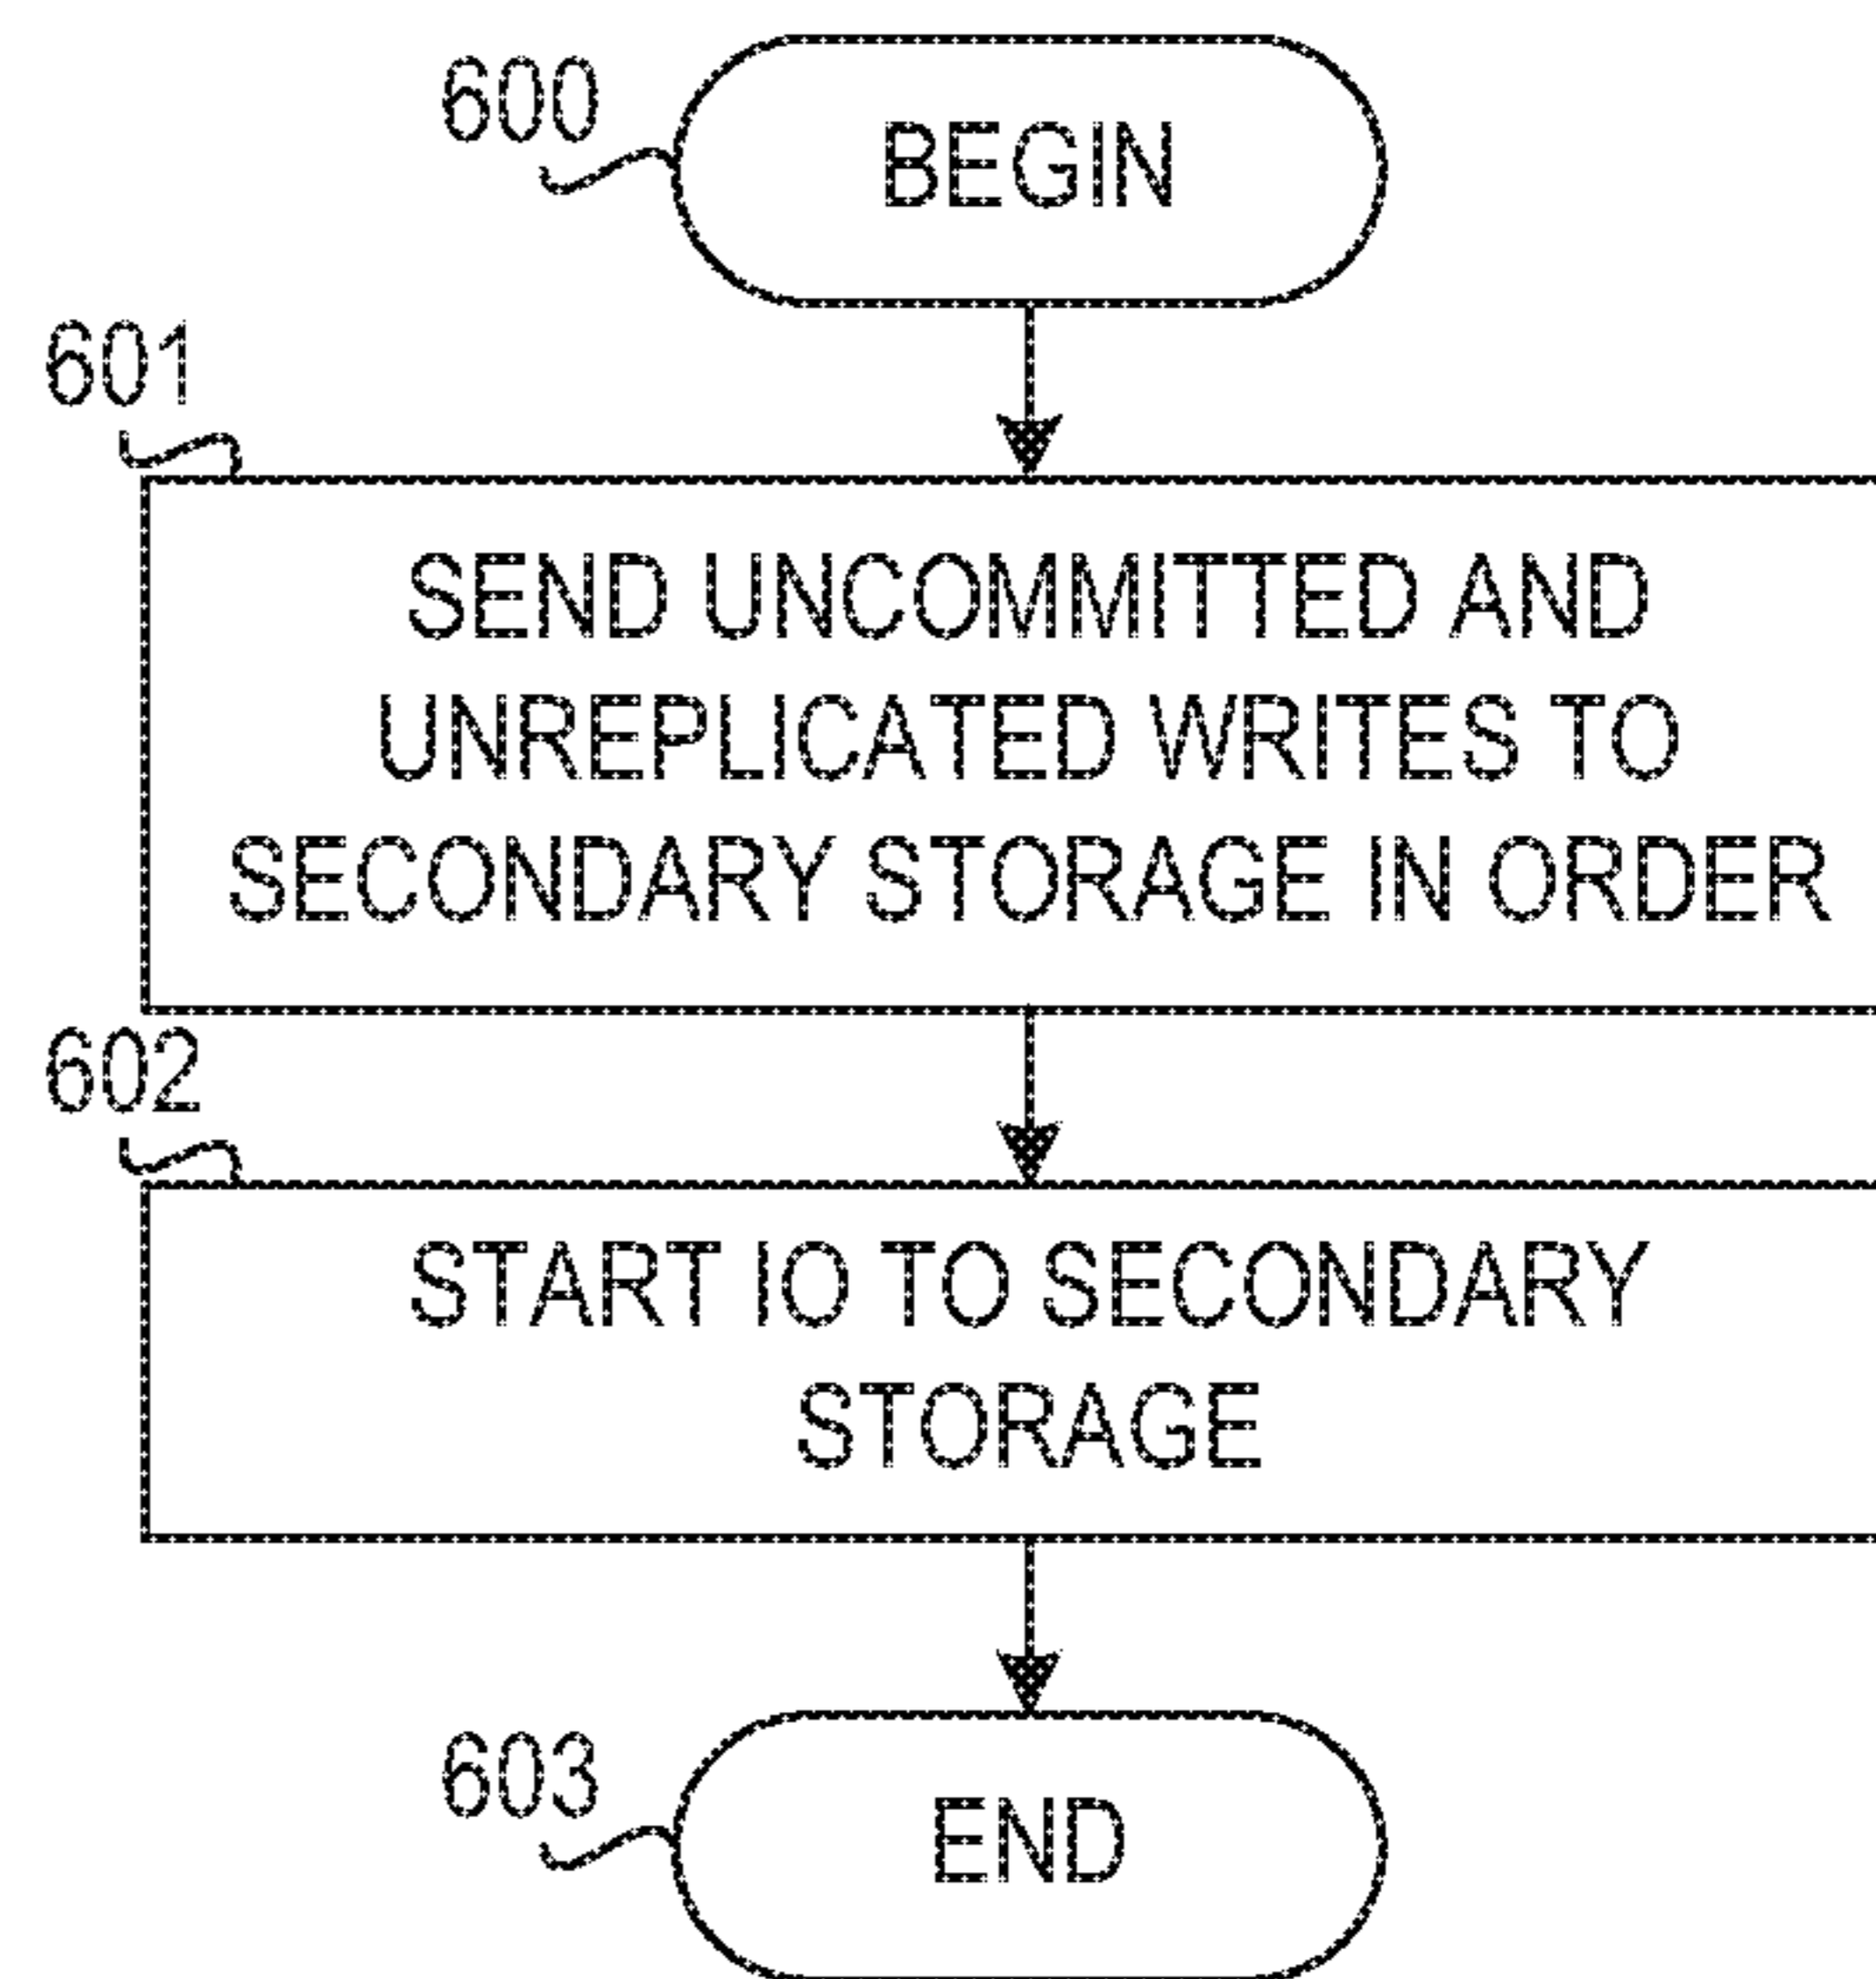 600
BEGIN
601
SEND UNCOMMITTED AND
UNREPLICATED WRITES TO
SECONDARY STORAGE IN ORDER
602
START IO TO SECONDARY
STORAGE
603
END